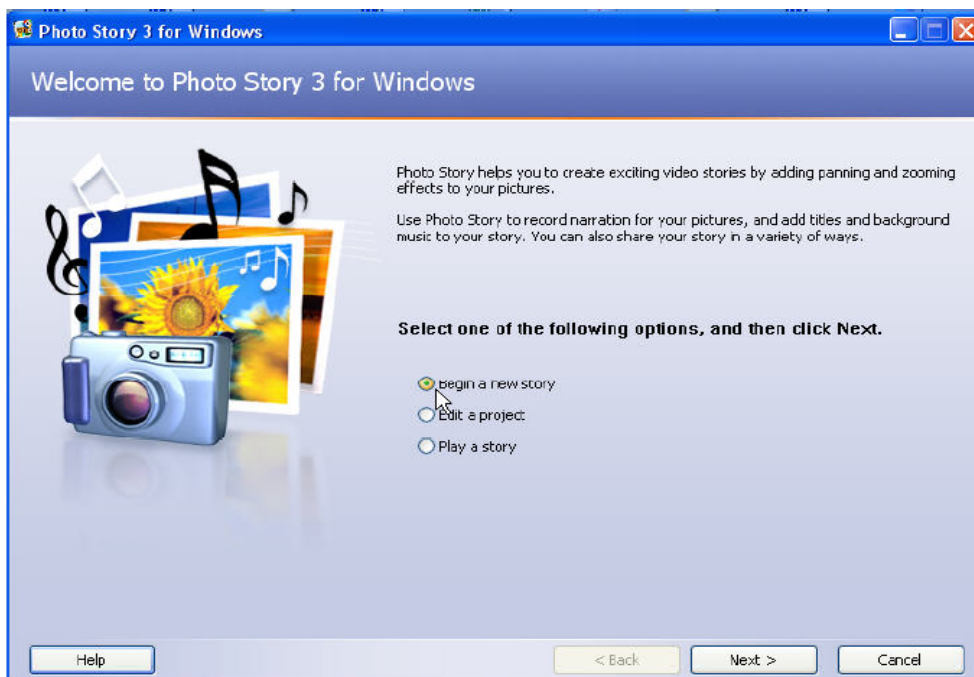 Photo Story 3 for Windows
Welcome to Photo Story 3 for Windows
Photo Story helps you to create exciting video stories by adding panning and zooming
effects to your pictures.
Use Photo Story to record narration for your pictures, and add titles and background
music to your story. You can also share your story in a variety of ways.
Select one of the following options, and then click Next.
Begin a new story
Edit a project
Play a story
Help
< Back
Next >
Cancel